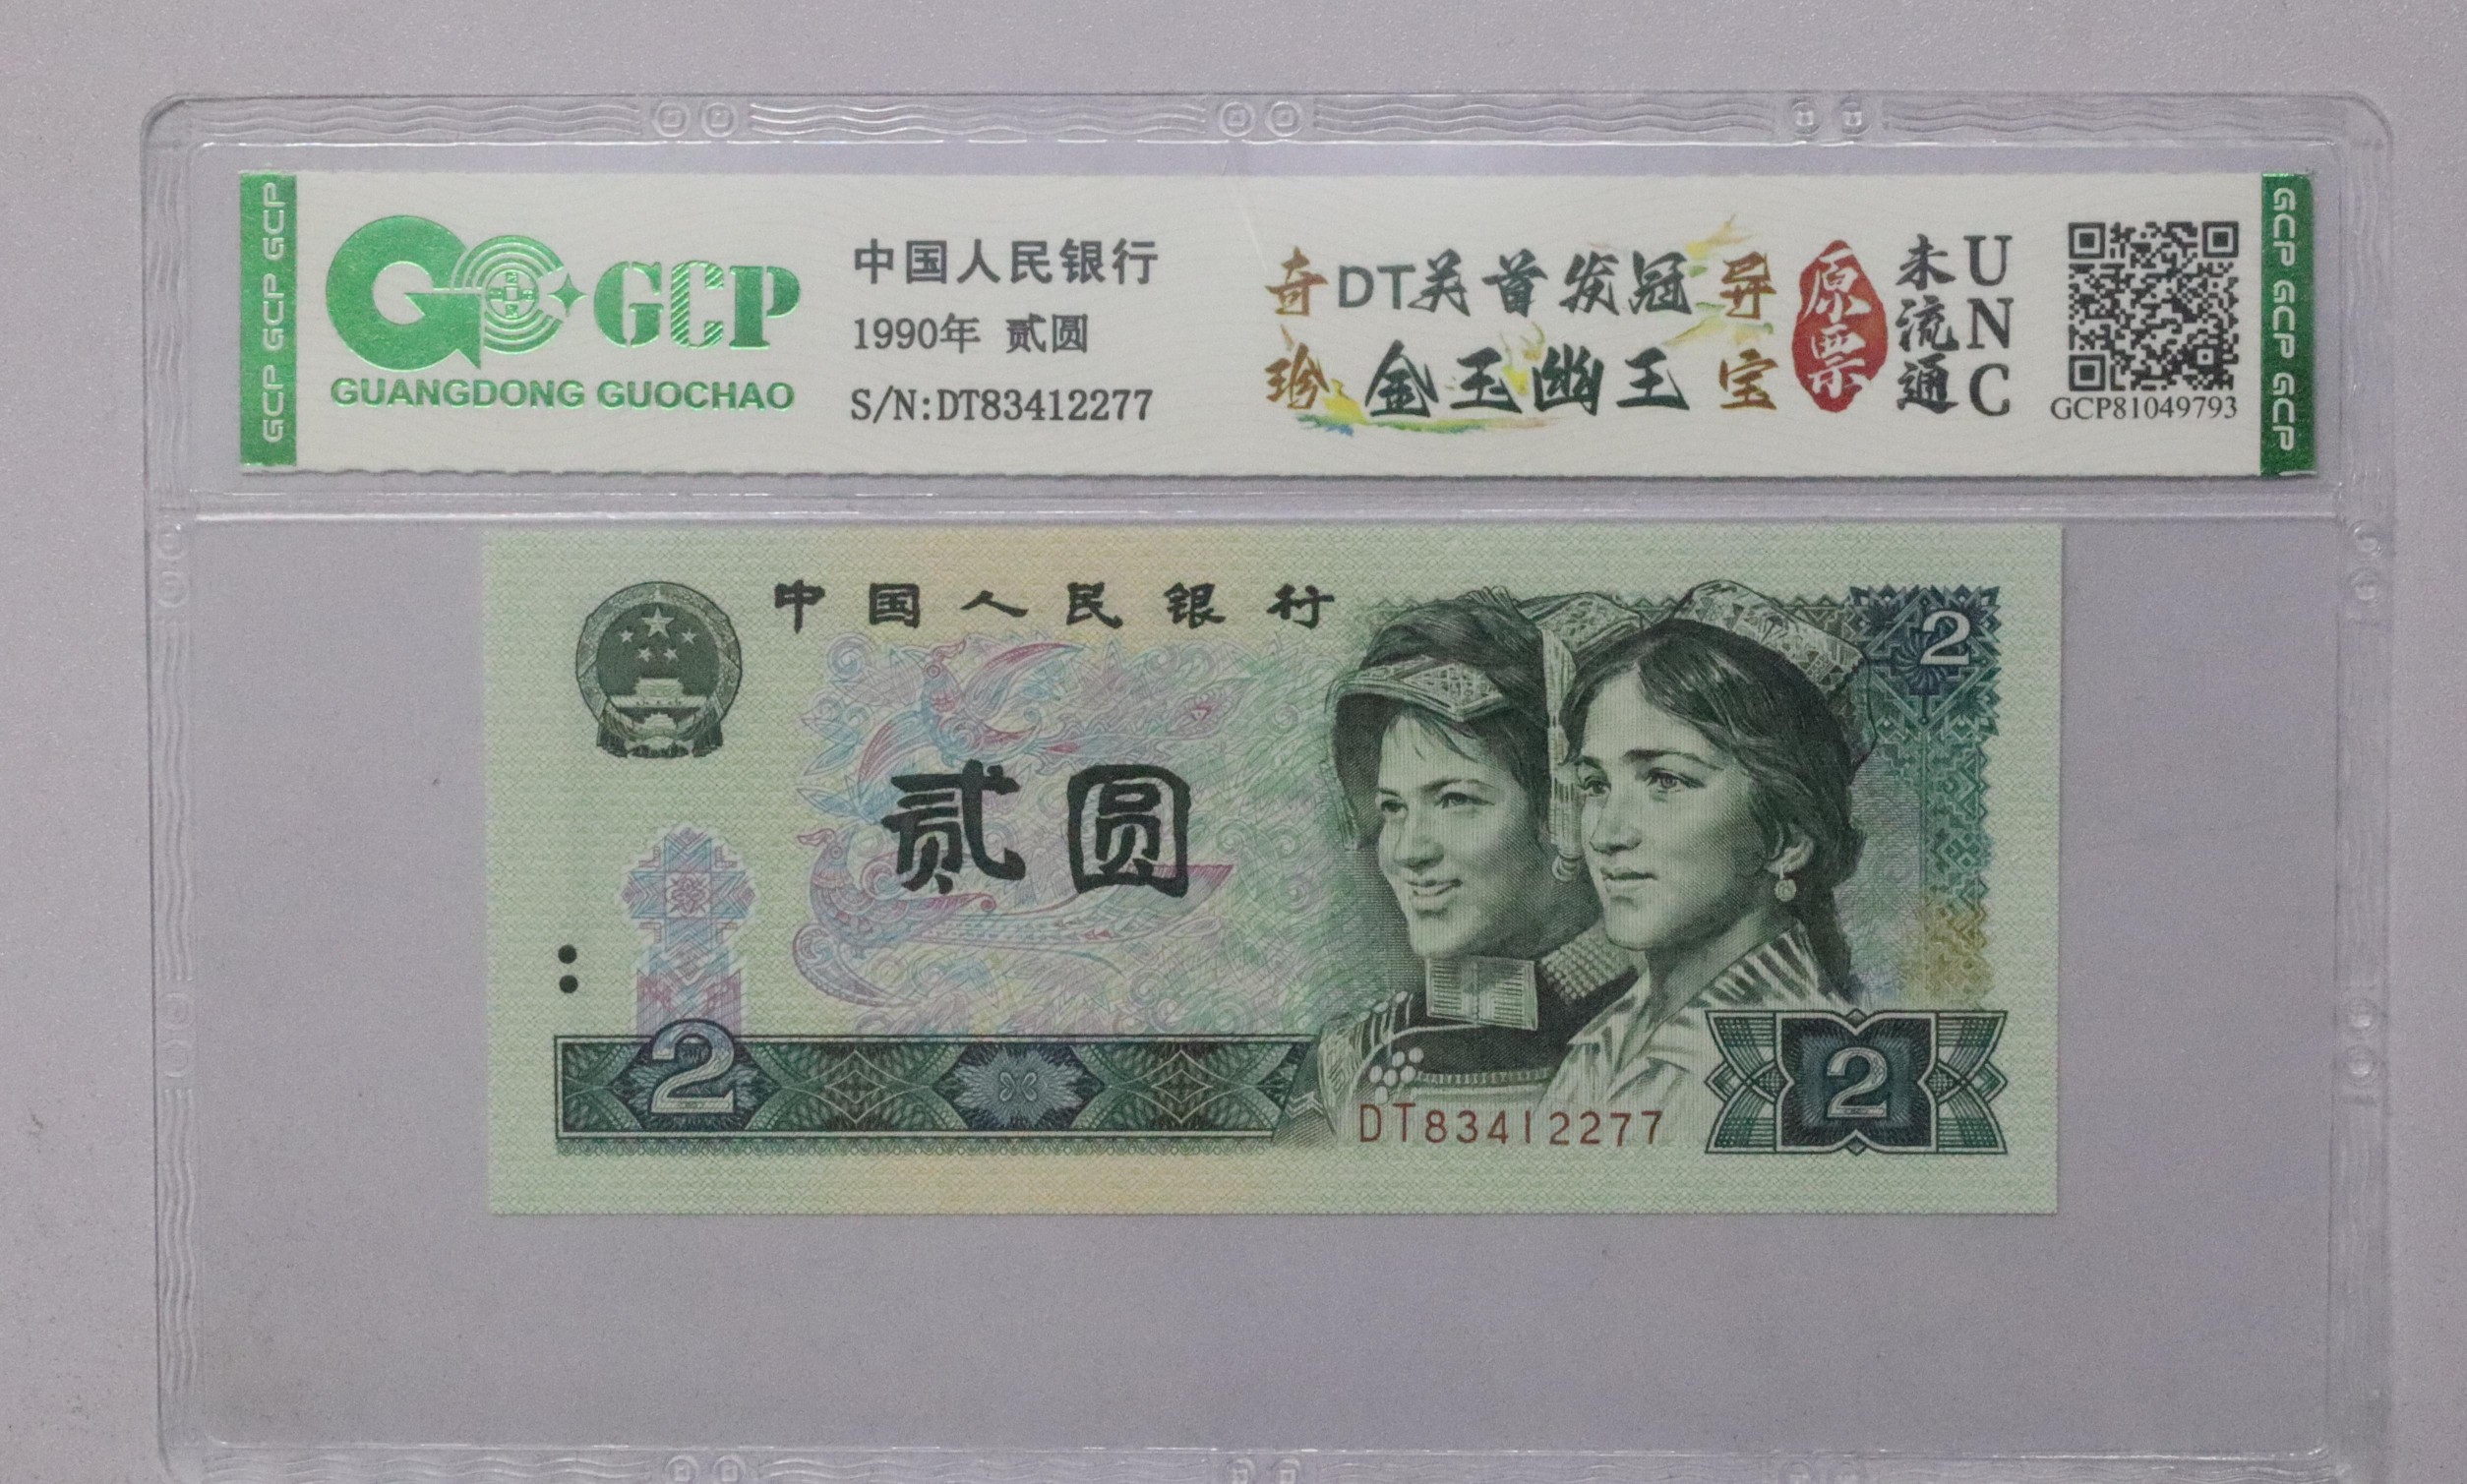 GCP GCP GCP
GCP
GUANGDONG GUOCHAO
中国人民银行
1990年 贰圆
S/N:DT83412277
奇DT关首发冠异
珍金玉幽王宝
原票
未流通
UNC
GCP81049793
GCP GCP GCP
中国人民银行
2
贰圆
2
DT83412277
2